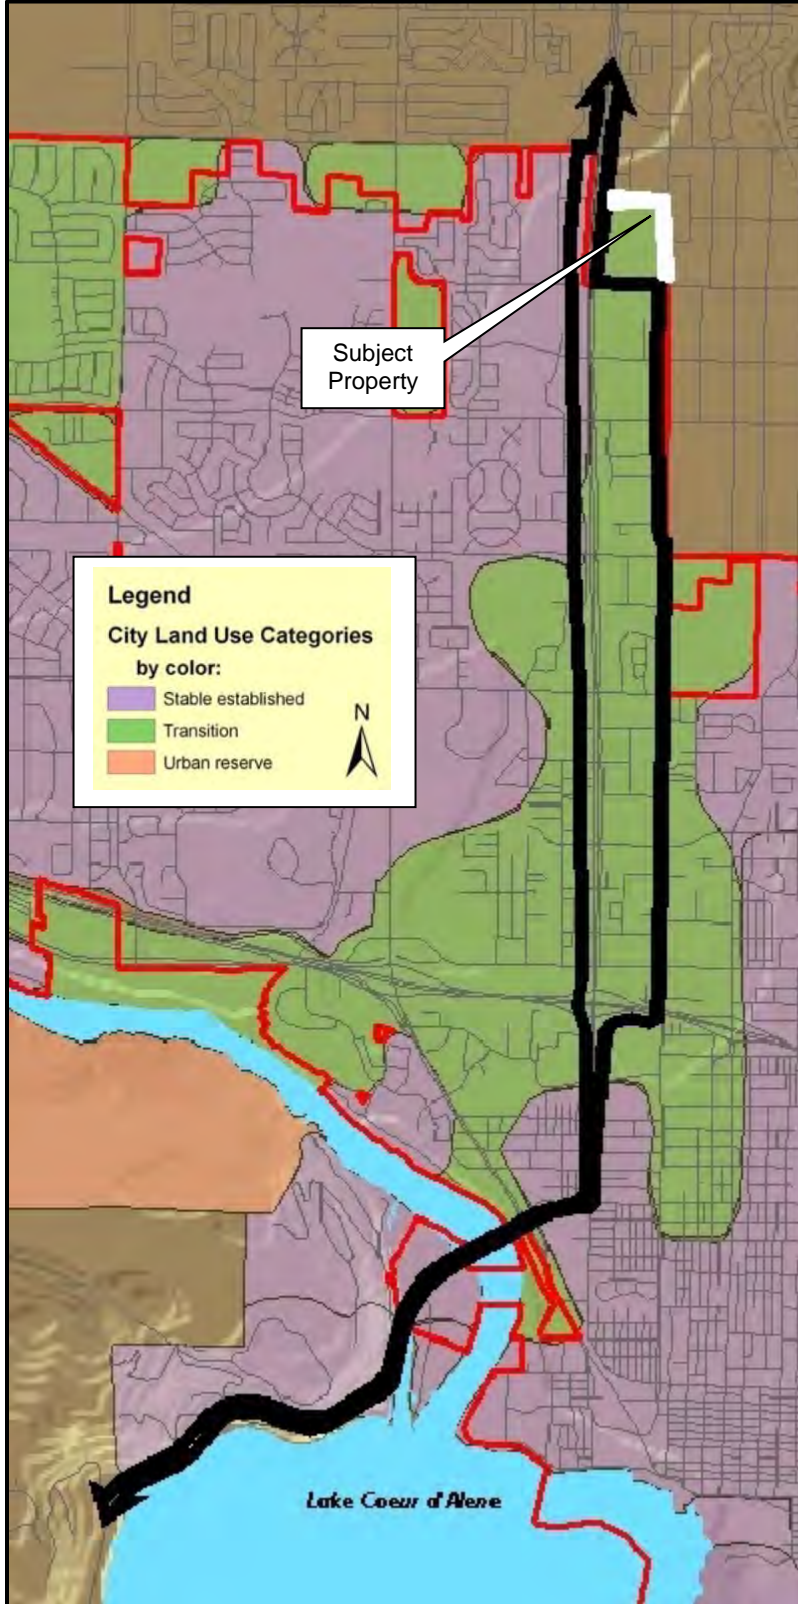 Subject
Property
Legend
City Land Use Categories
by color:
Stable established
Transition
Urban reserve
N
Lake Coeur d'Alene